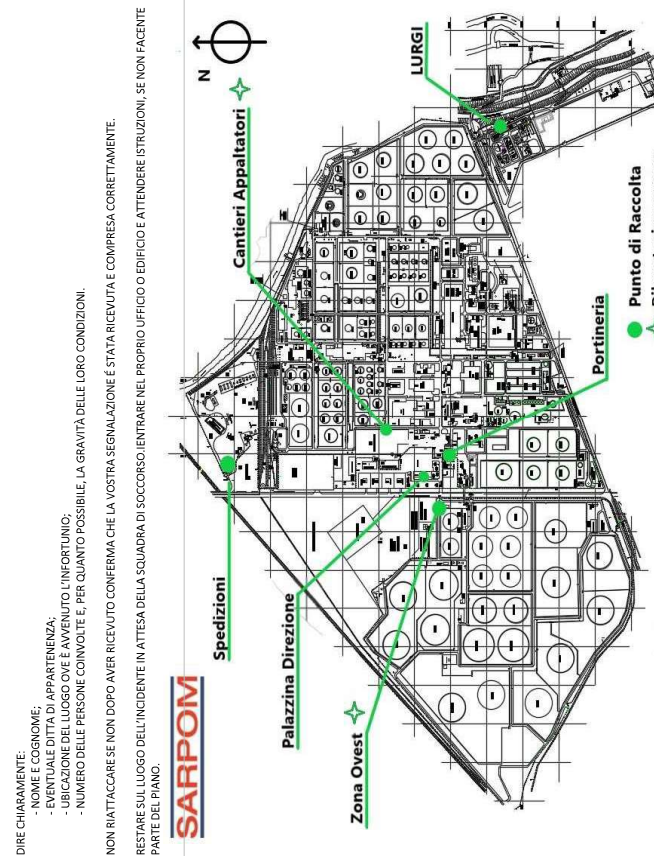 DIRE CHIARAMENTE:
- NOME E COGNOME;
- EVENTUALE DITTA DI APPARTENENZA;
- UBICAZIONE DEL LUOGO OVE È AVVENUTO L'INFORTUNIO;
- NUMERO DELLE PERSONE COINVOLTE E, PER QUANTO POSSIBILE, LA GRAVITÀ DELLE LORO CONDIZIONI.
NON RIATTACCARE SE NON DOPO AVER RICEVUTO CONFERMA CHE LA VOSTRA SEGNALAZIONE È STATA RICEVUTA E COMPRESA CORRETTAMENTE.
RESTARE SUL LUOGO DELL'INCIDENTE IN ATTESA DELLA SQUADRA DI SOCCORSO.IENTRARE NEL PROPRIO UFFICIO O EDIFICIO E ATTENDERE ISTRUZIONI, SE NON FACENTE
PARTE DEL PIANO.
SARPOM
N
Spedizioni
Cantieri Appaltatori
LURGI
Palazzina Direzione
Zona Ovest
Portineria
Punto di Raccolta